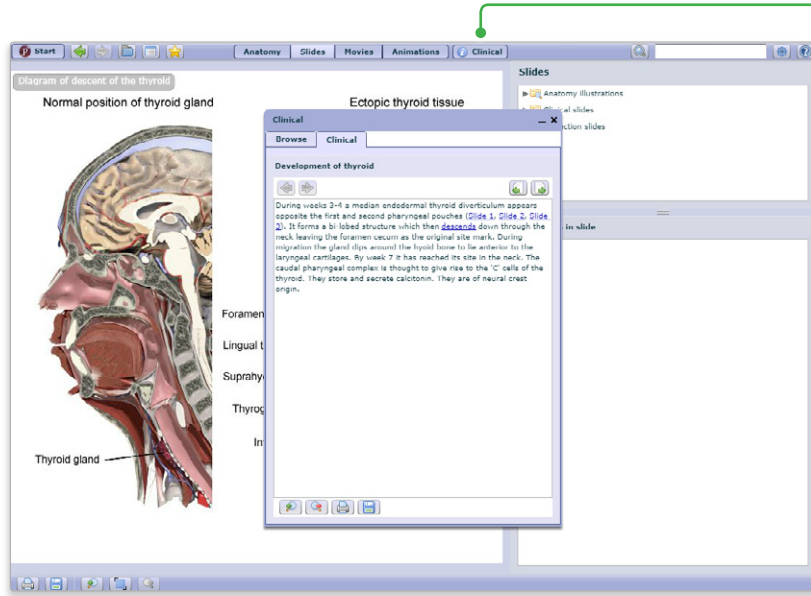 Start
Anatomy Slides Movies Animations Clinical
Diagram of descent of the thyroid
Normal position of thyroid gland
Ectopic thyroid tissue
Foramen
Lingual t
Suprahy
Thyrog
In
Thyroid gland
Clinical
Browse Clinical
Development of thyroid
During weeks 3-4 a median endodermal thyroid diverticulum appears
opposite the first and second pharyngeal pouches (Slide 1, Slide 2, Slide
3). It forms a bi-lobed structure which then descends down through the
neck leaving the foramen cecum as the original site mark. During
migration the gland dips around the hyoid bone to lie anterior to the
laryngeal cartilages. By week 7 it has reached its site in the neck. The
caudal pharyngeal complex is thought to give rise to the 'C' cells of the
thyroid. They store and secrete calcitonin. They are of neural crest
origin.
Slides
Anatomy illustrations
Clinical slides
ction slides
in slide